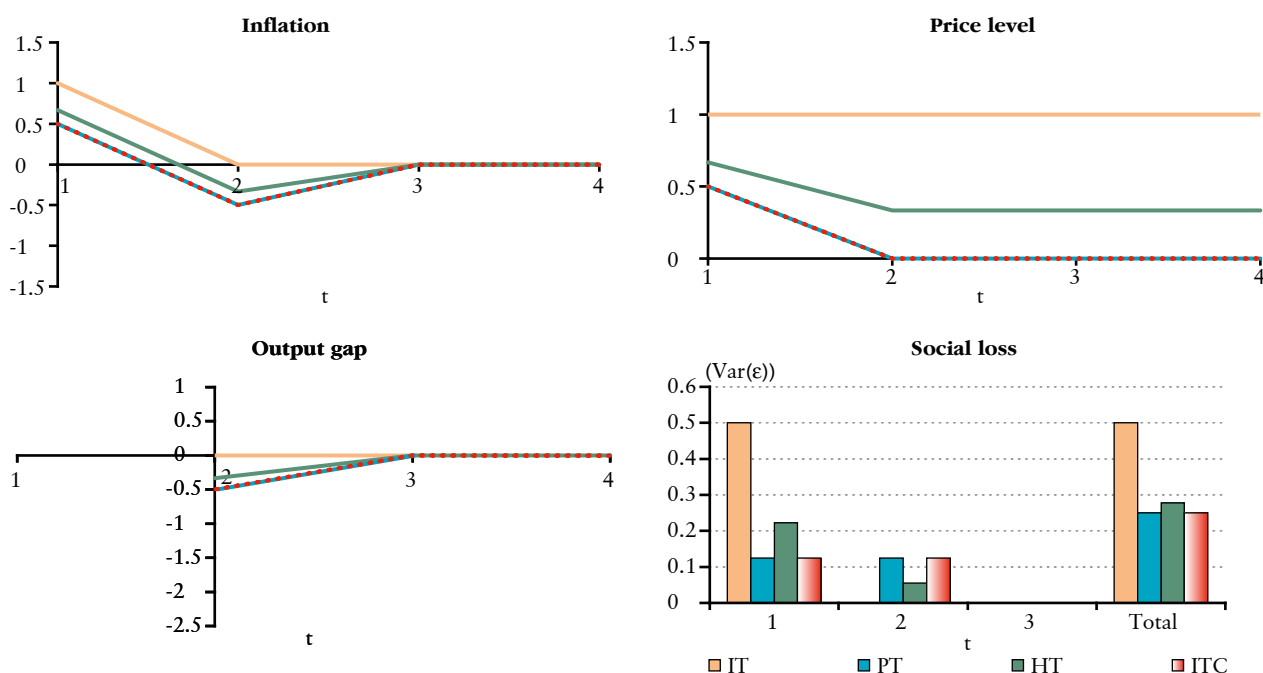 Inflation
1.5
1
0.5
0
-0.5
-1
-1.5
1
2
3
4
t
Price level
1.5
1
0.5
0
1
2
3
4
t
Output gap
1
0.5
0
-0.5
-1
-1.5
-2
-2.5
1
2
3
4
t
Social loss
(Var(ε))
0.6
0.5
0.4
0.3
0.2
0.1
0
1
2
3
Total
t
IT
PT
HT
ITC